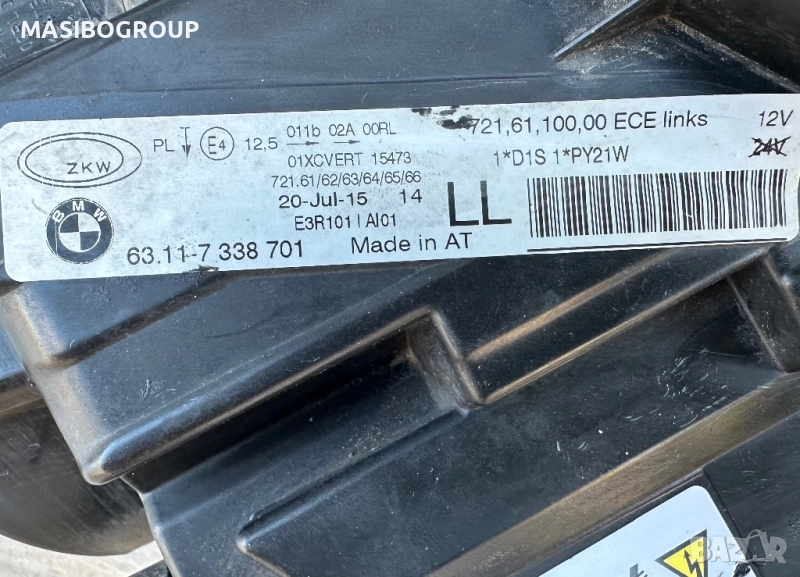 MASIBOGROUP
ZKW
PL E4 12,5 011b 02A 00RL
721,61,100,00 ECE links 12V
01XCVERT 15473
1*D1S 1*PY21W 24V
721.61/62/63/64/65/66
20-Jul-15 14
E3R101 | AI01
LL
BMW
63.11-7 338 701 Made in AT
BAZAR